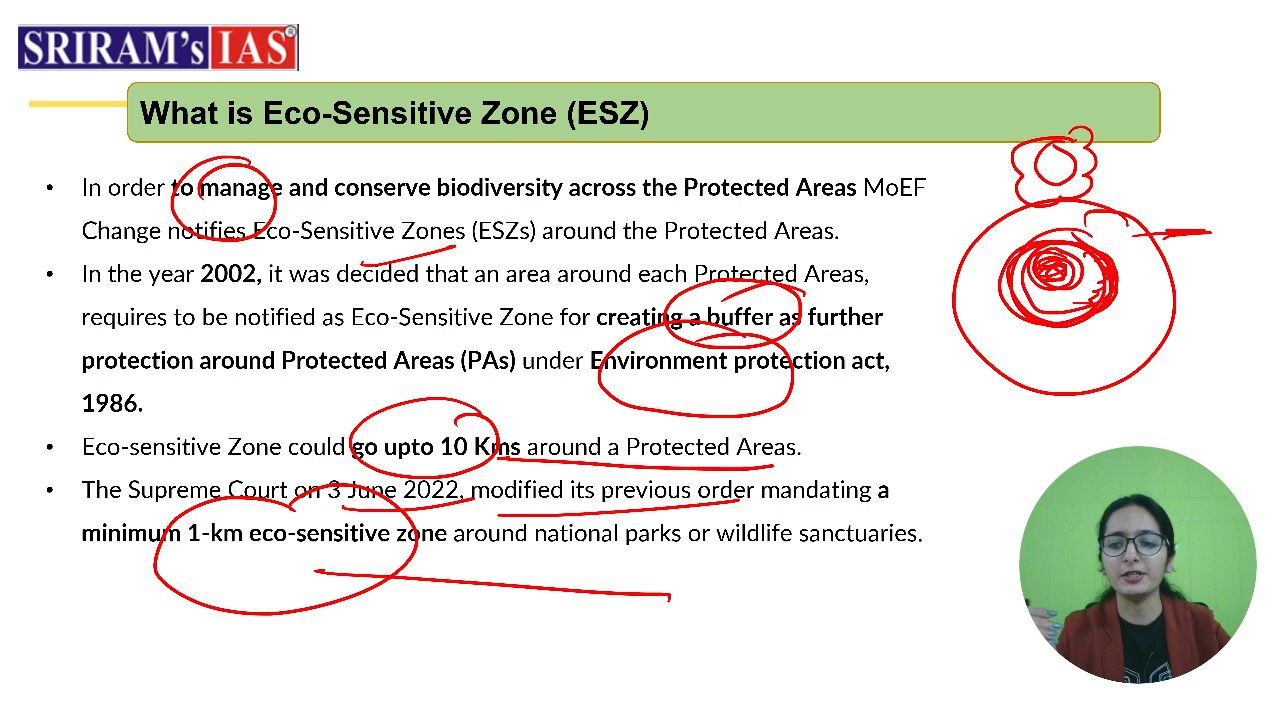 SRIRAM's IAS®
What is Eco-Sensitive Zone (ESZ)
• In order to manage and conserve biodiversity across the Protected Areas MoEF
Change notifies Eco-Sensitive Zones (ESZs) around the Protected Areas.
• In the year 2002, it was decided that an area around each Protected Areas,
requires to be notified as Eco-Sensitive Zone for creating a buffer as further
protection around Protected Areas (PAs) under Environment protection act,
1986.
• Eco-sensitive Zone could go upto 10 Kms around a Protected Areas.
• The Supreme Court on 3 June 2022, modified its previous order mandating a
minimum 1-km eco-sensitive zone around national parks or wildlife sanctuaries.